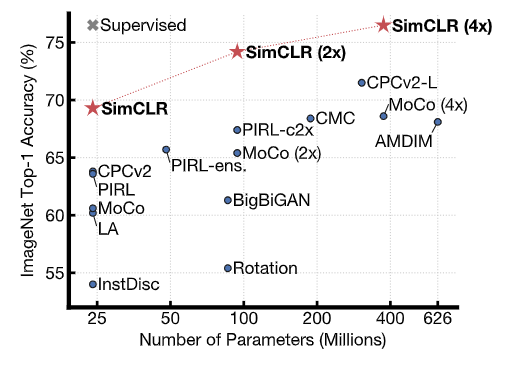 Supervised
SimCLR (4x)
75
SimCLR (2x)
CPCv2-L
70
SimCLR
MoCo (4x)
CMC
PIRL-c2x
AMDIM
MoCo (2x)
65
PIRL-ens.
CPCv2
PIRL
BigBiGAN
MoCo
60
LA
Rotation
55
InstDisc
25 50 100 200 400 626
Number of Parameters (Millions)
ImageNet Top-1 Accuracy (%)